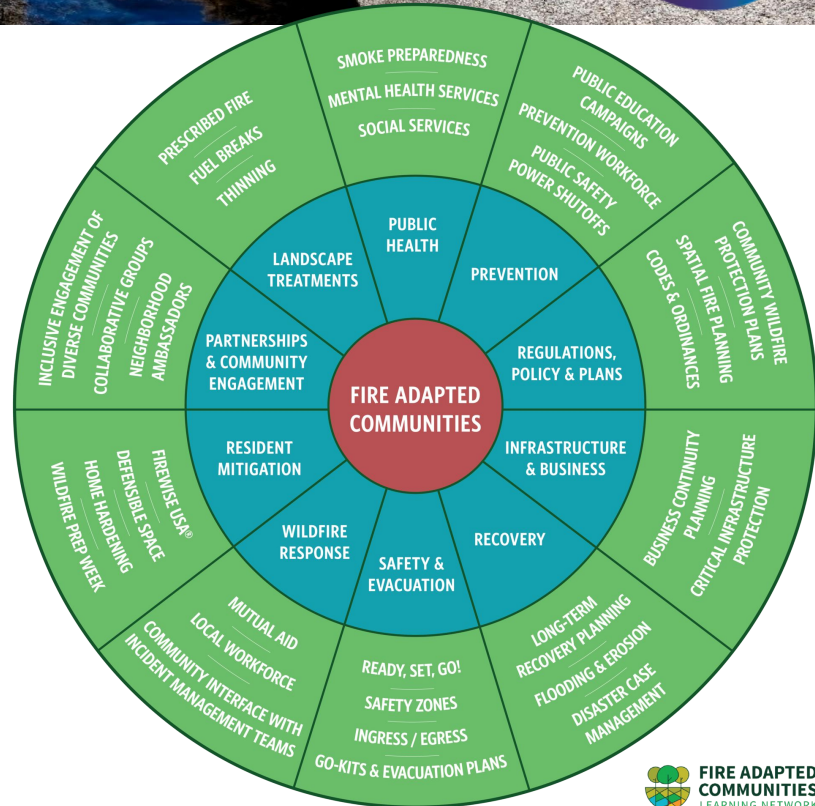 FIRE ADAPTED
COMMUNITIES
PUBLIC
HEALTH
SMOKE PREPAREDNESS
MENTAL HEALTH SERVICES
SOCIAL SERVICES
PREVENTION
PUBLIC EDUCATION
CAMPAIGNS
PREVENTION WORKFORCE
PUBLIC SAFETY
POWER SHUTOFFS
REGULATIONS,
POLICY & PLANS
COMMUNITY WILDFIRE
PROTECTION PLANS
SPATIAL FIRE PLANNING
CODES & ORDINANCES
INFRASTRUCTURE
& BUSINESS
BUSINESS CONTINUITY
PLANNING
CRITICAL INFRASTRUCTURE
PROTECTION
RECOVERY
LONG-TERM
RECOVERY PLANNING
FLOODING & EROSION
DISASTER CASE
MANAGEMENT
SAFETY &
EVACUATION
READY, SET, GO!
SAFETY ZONES
INGRESS / EGRESS
GO-KITS & EVACUATION PLANS
WILDFIRE
RESPONSE
MUTUAL AID
LOCAL WORKFORCE
COMMUNITY INTERFACE WITH
INCIDENT MANAGEMENT TEAMS
RESIDENT
MITIGATION
FIREWISE USA®
DEFENSIBLE SPACE
HOME HARDENING
WILDFIRE PREP WEEK
PARTNERSHIPS
& COMMUNITY
ENGAGEMENT
INCLUSIVE ENGAGEMENT OF
DIVERSE COMMUNITIES
COLLABORATIVE GROUPS
NEIGHBORHOOD
AMBASSADORS
LANDSCAPE
TREATMENTS
PRESCRIBED FIRE
FUEL BREAKS
THINNING
FIRE ADAPTED
COMMUNITIES
LEARNING NETWORK